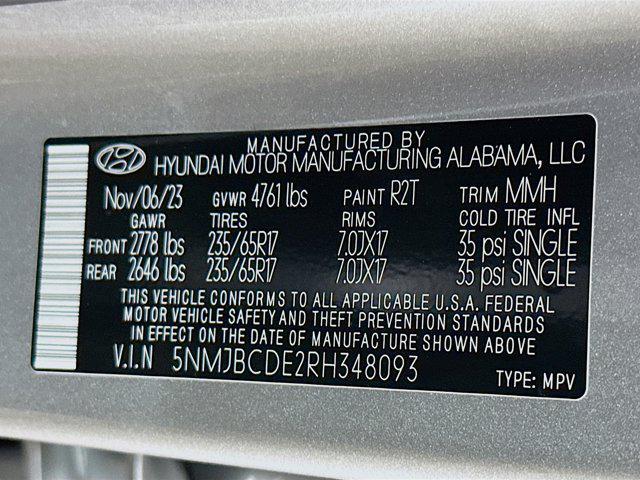 MANUFACTURED BY
HYUNDAI MOTOR MANUFACTURING ALABAMA, LLC
Nov/06/23 GVWR 4761 lbs PAINT R2T TRIM MMH
GAWR TIRES RIMS COLD TIRE INFL
FRONT 2778 lbs 235/65R17 7.0JX17 35 psi SINGLE
REAR 2646 lbs 235/65R17 7.0JX17 35 psi SINGLE
THIS VEHICLE CONFORMS TO ALL APPLICABLE U.S.A. FEDERAL
MOTOR VEHICLE SAFETY AND THEFT PREVENTION STANDARDS
IN EFFECT ON THE DATE OF MANUFACTURE SHOWN ABOVE
V.I.N 5NMJBCDE2RH348093
TYPE: MPV